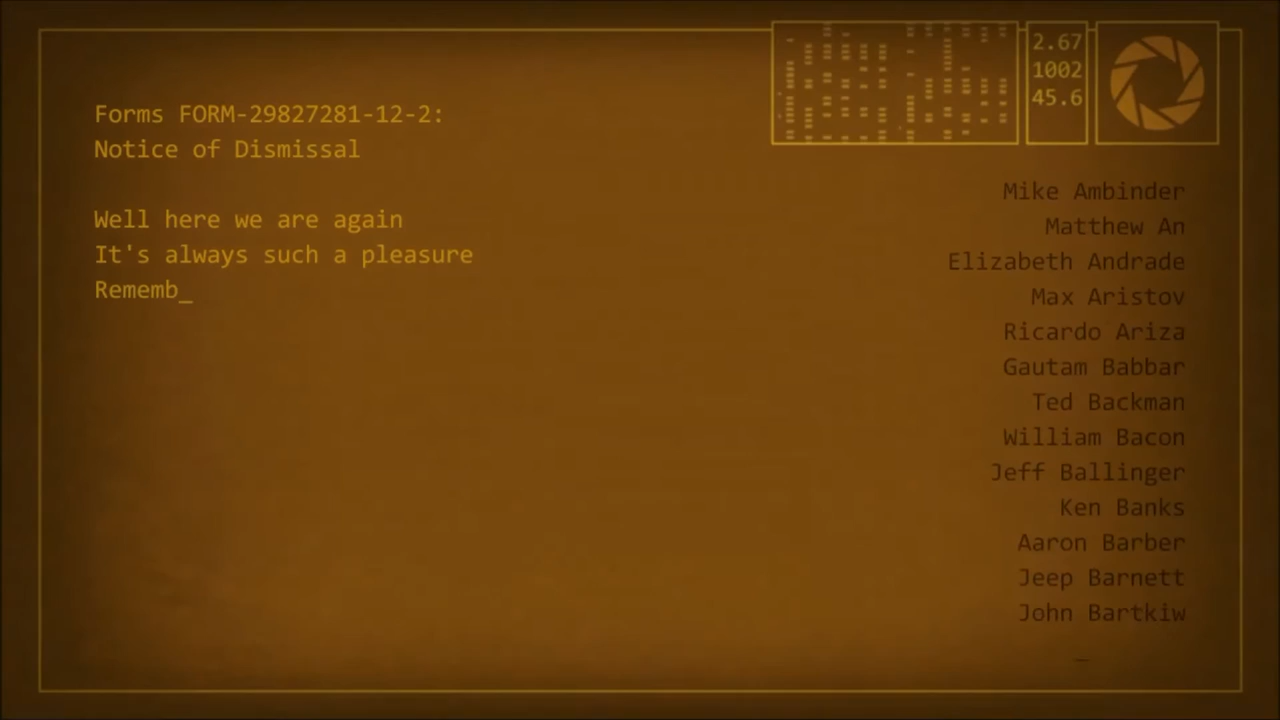 2.67
1002
45.6
Forms FORM-29827281-12-2:
Notice of Dismissal
Well here we are again
It's always such a pleasure
Rememb_
Mike Ambinder
Matthew An
Elizabeth Andrade
Max Aristov
Ricardo Ariza
Gautam Babbar
Ted Backman
William Bacon
Jeff Ballinger
Ken Banks
Aaron Barber
Jeep Barnett
John Bartkiw